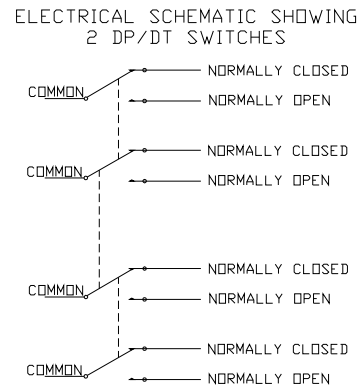 ELECTRICAL SCHEMATIC SHOWING
2 DP/DT SWITCHES
NORMALLY CLOSED
COMMON
NORMALLY OPEN
NORMALLY CLOSED
COMMON
NORMALLY OPEN
NORMALLY CLOSED
COMMON
NORMALLY OPEN
NORMALLY CLOSED
COMMON
NORMALLY OPEN